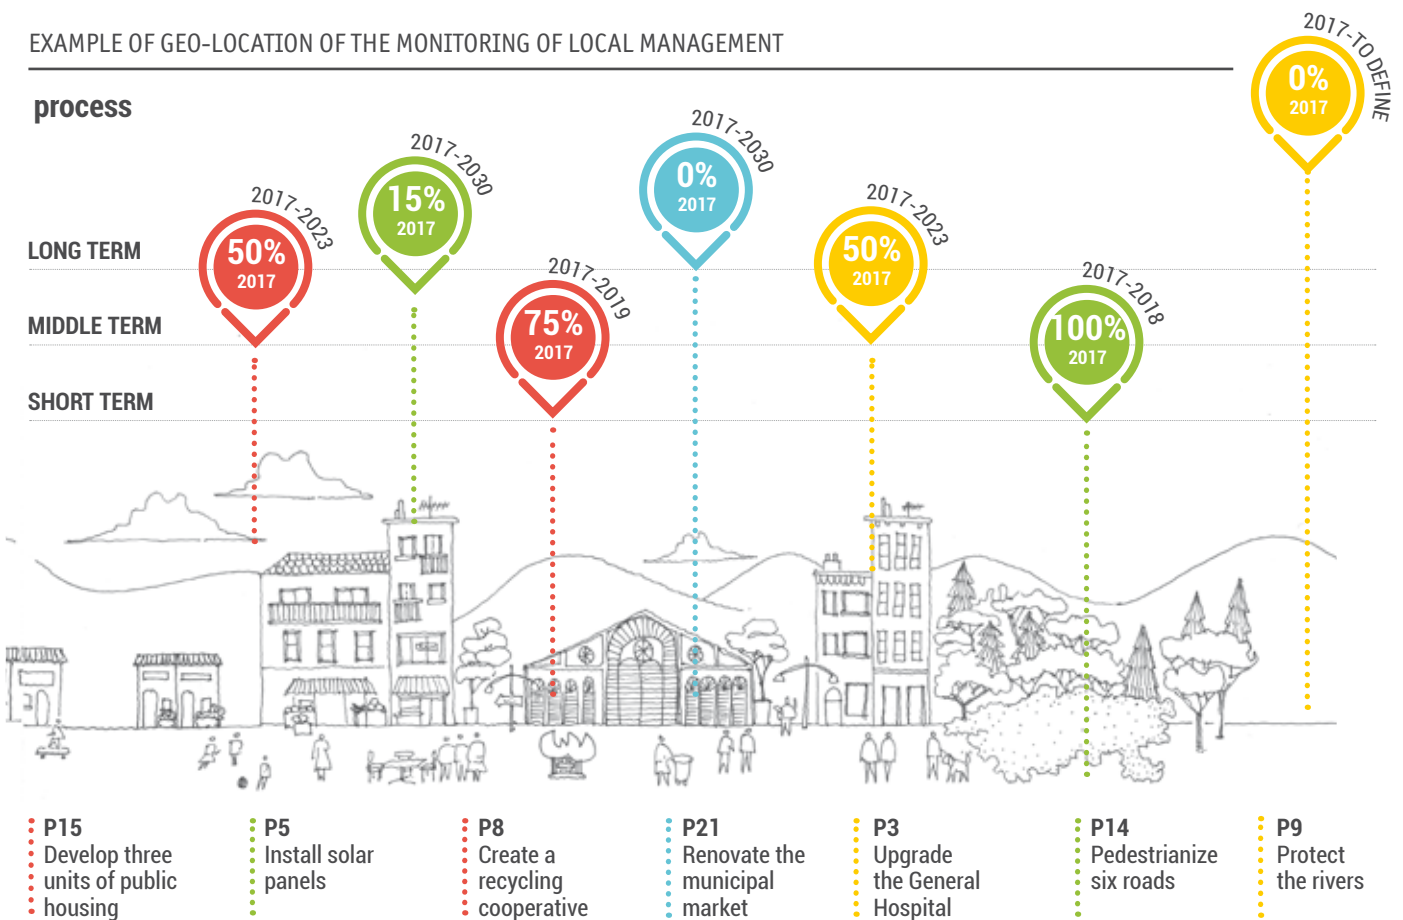 EXAMPLE OF GEO-LOCATION OF THE MONITORING OF LOCAL MANAGEMENT
process
2017-TO DEFINE
0%
2017
2017-2030
0%
2017
2017-2030
15%
2017
2017-2023
50%
2017
2017-2023
50%
2017
LONG TERM
2017-2019
75%
2017
2017-2018
100%
2017
MIDDLE TERM
SHORT TERM
P15
Develop three
units of public
housing
P5
Install solar
panels
P8
Create a
recycling
cooperative
P21
Renovate the
municipal
market
P3
Upgrade
the General
Hospital
P14
Pedestrianize
six roads
P9
Protect
the rivers